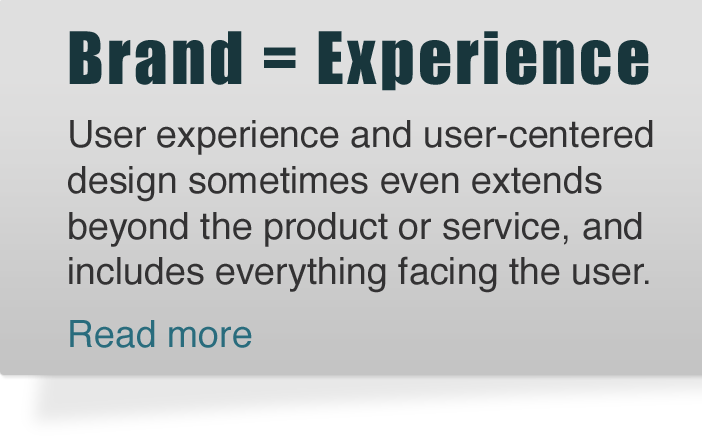 Brand = Experience
User experience and user-centered
design sometimes even extends
beyond the product or service, and
includes everything facing the user.
Read more